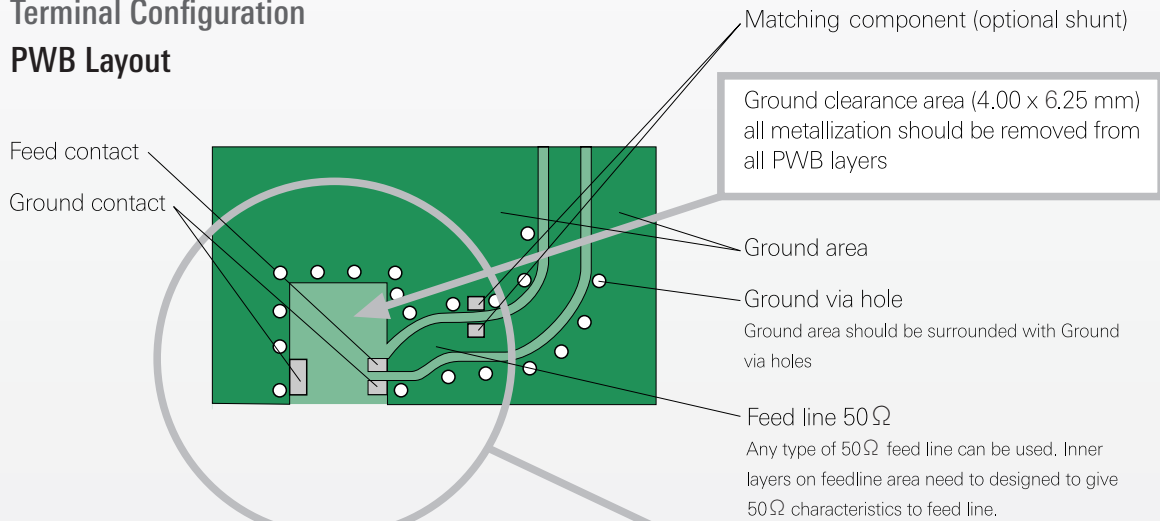 Terminal Configuration
PWB Layout
Feed contact
Ground contact
Matching component (optional shunt)
Ground clearance area (4.00 x 6.25 mm)
all metallization should be removed from
all PWB layers
Ground area
Ground via hole
Ground area should be surrounded with Ground
via holes
Feed line 50Ω
Any type of 50Ω feed line can be used. Inner
layers on feedline area need to designed to give
50Ω characteristics to feed line.